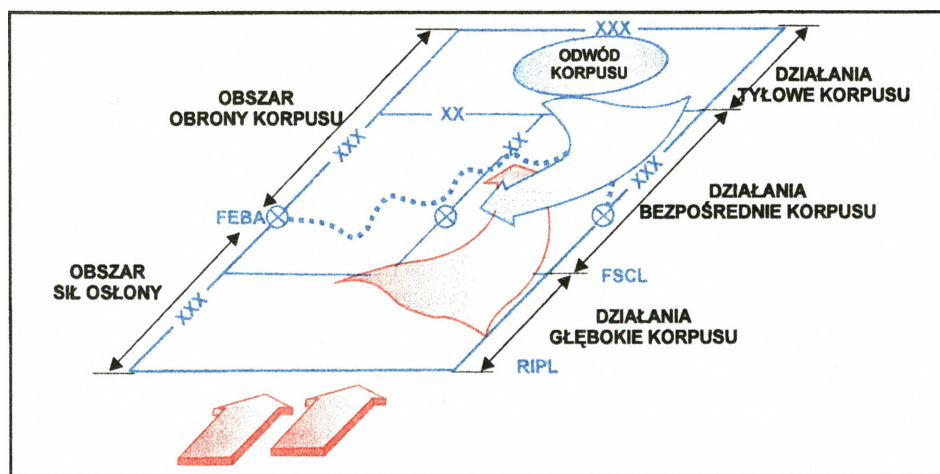 XXX
ODWÓD
KORPUSU
DZIAŁANIA
TYŁOWE KORPUSU
OBSZAR
OBRONY KORPUSU
XX
XXX
XX
XXX
DZIAŁANIA
BEZPOŚREDNIE KORPUSU
FEBA
OBSZAR
SIŁ OSŁONY
XXX
FSCL
DZIAŁANIA
GŁĘBOKIE KORPUSU
RIPL